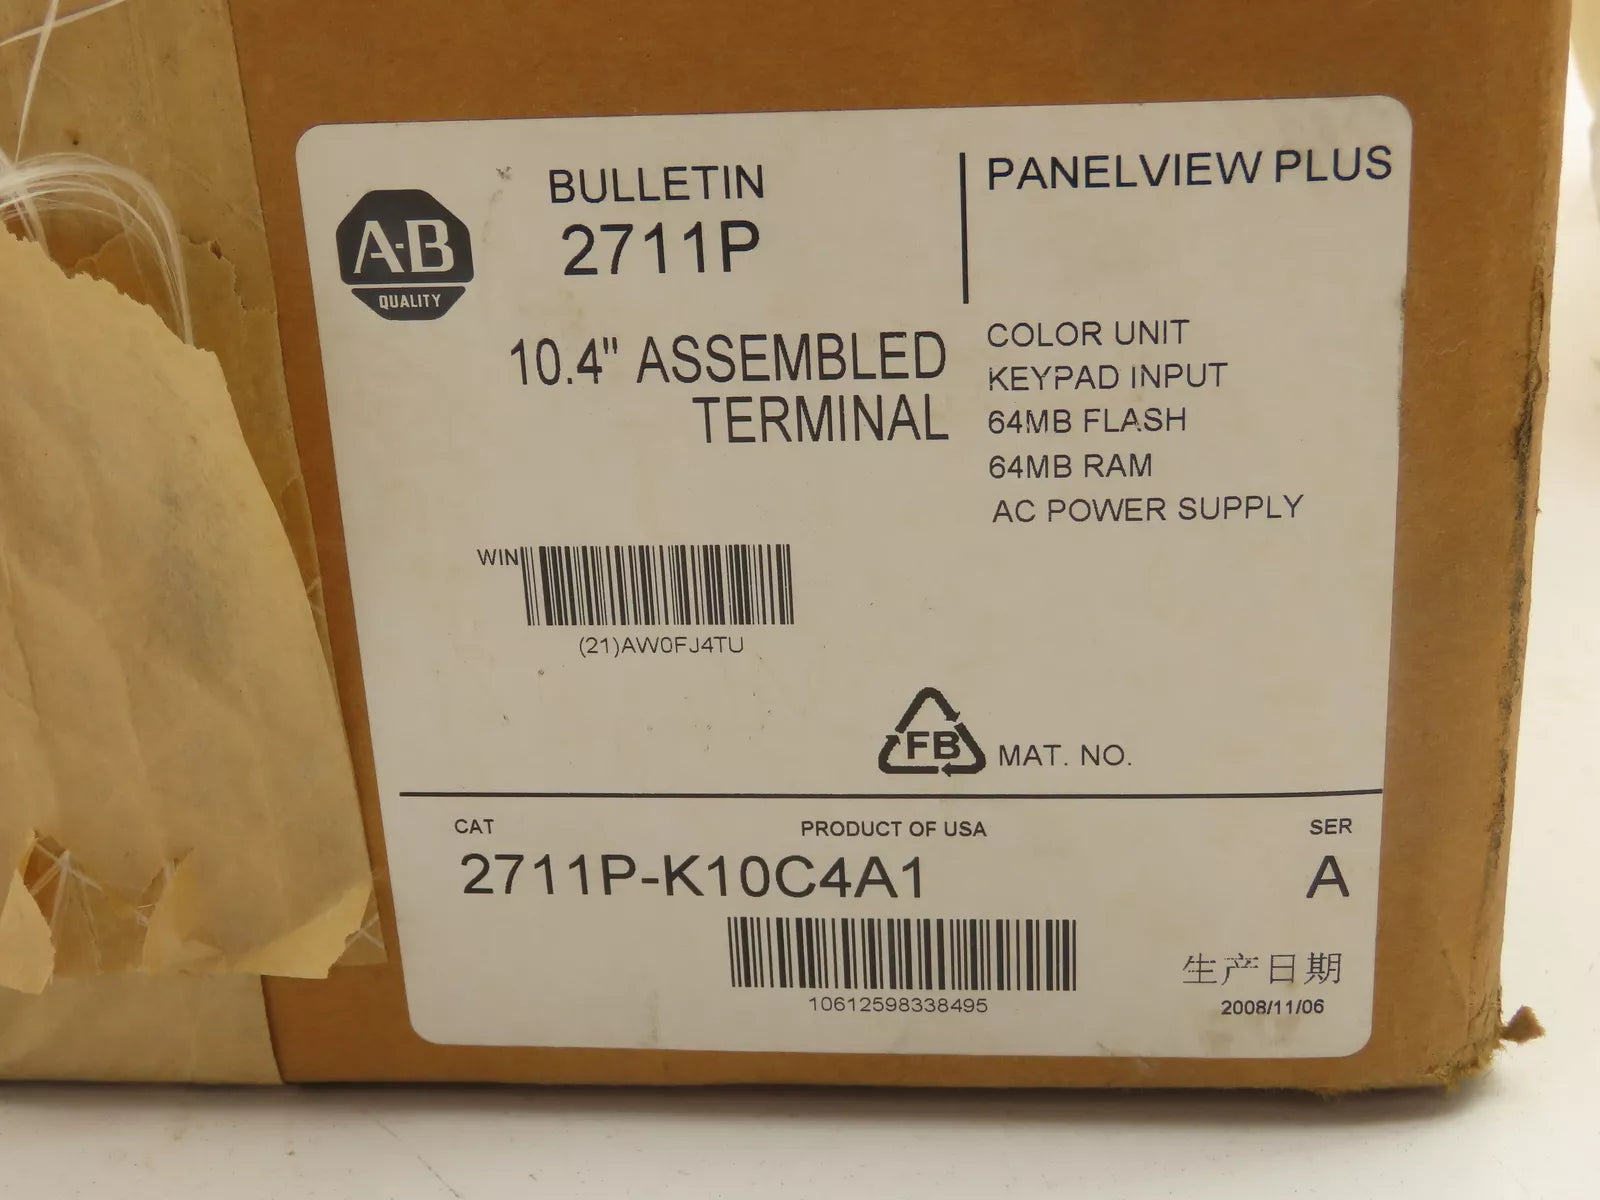 BULLETIN
2711P
PANELVIEW PLUS
A-B
QUALITY
10.4" ASSEMBLED
TERMINAL
COLOR UNIT
KEYPAD INPUT
64MB FLASH
64MB RAM
AC POWER SUPPLY
WIN
(21)AW0FJ4TU
FB
MAT. NO.
CAT
PRODUCT OF USA
SER
2711P-K10C4A1
A
10612598338495
生产日期
2008/11/06